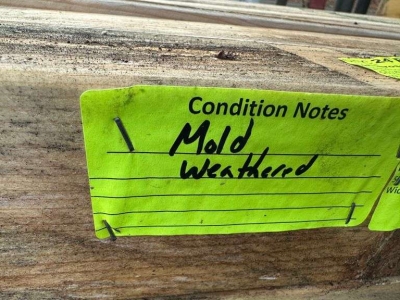 Condition Notes
Mold
Weathered